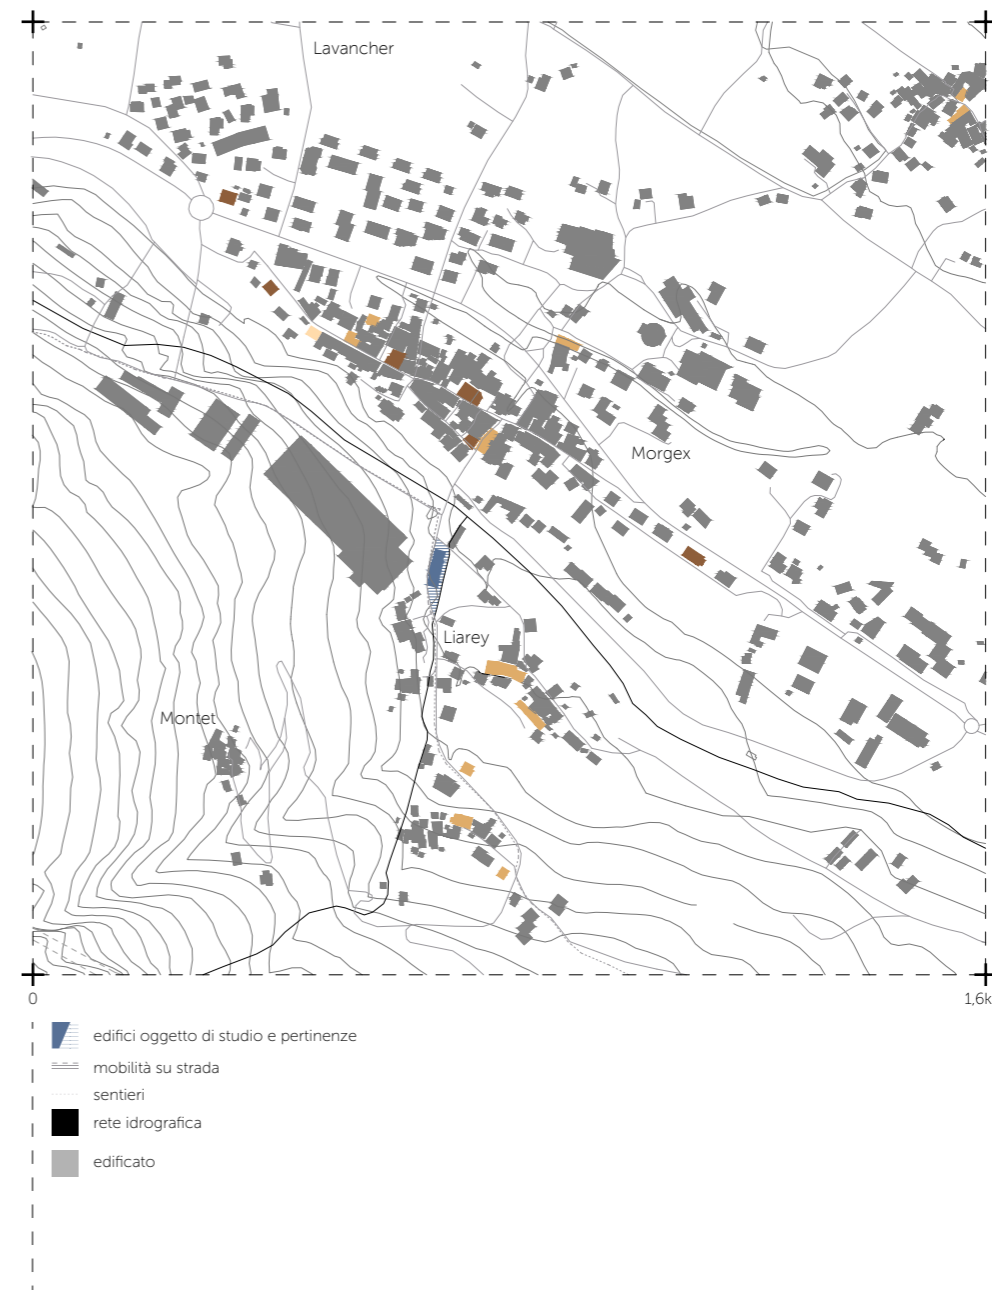 Lavancher
Morgex
Liarey
Montet
0
1,6k
edifici oggetto di studio e pertinenze
mobilità su strada
sentieri
rete idrografica
edificato